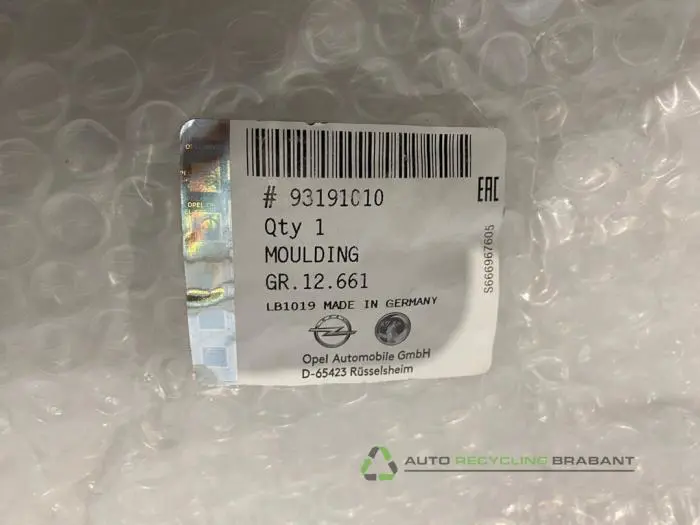 # 93191010
EAC
Qty 1
MOULDING
GR.12.661
S666967605
LB1019 MADE IN GERMANY
Opel Automobile GmbH
D-65423 Rüsselsheim
OPEL
AUTO RECYCLING BRABANT